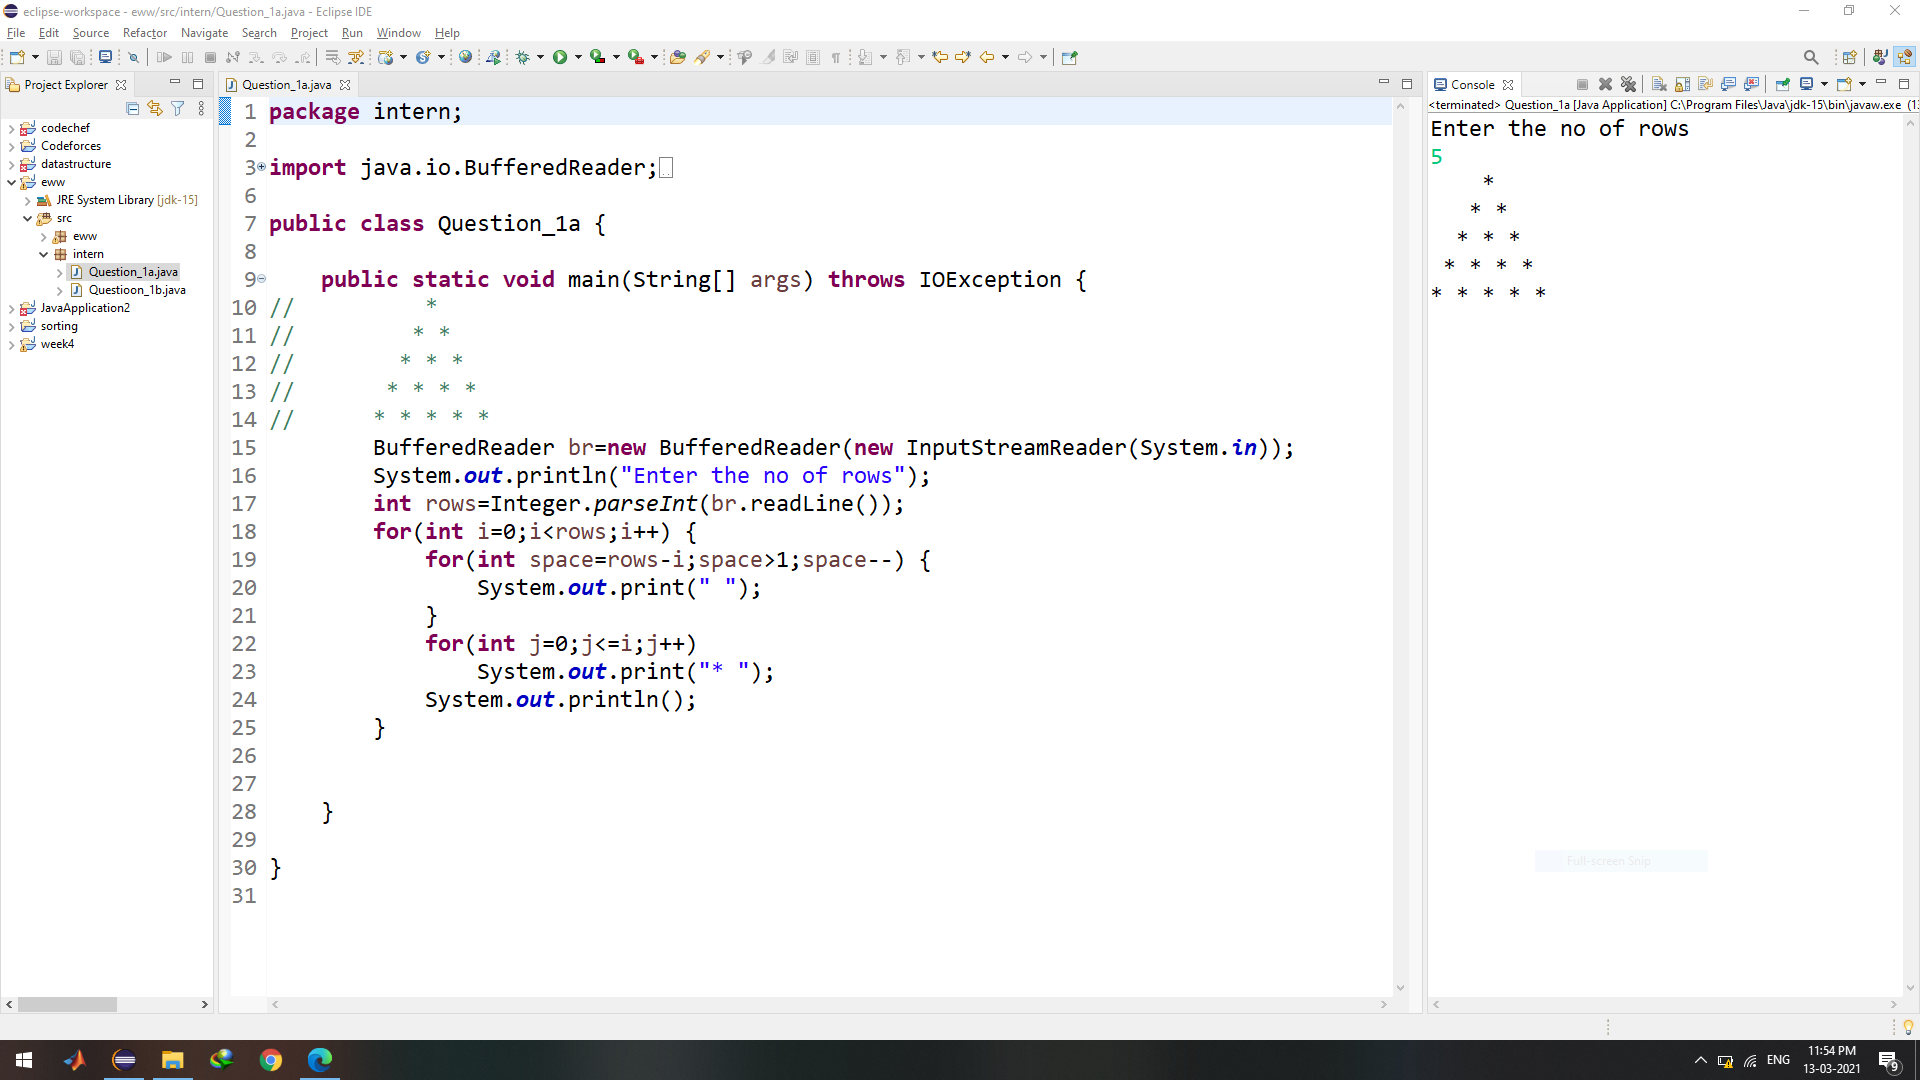 eclipse-workspace - eww/src/intern/Question_1a.java - Eclipse IDE
File Edit Source Refactor Navigate Search Project Run Window Help
Project Explorer
codechef
Codeforces
datastructure
eww
JRE System Library [jdk-15]
src
eww
intern
Question_1a.java
Questioon_1b.java
JavaApplication2
sorting
week4
Question_1a.java
1 package intern;
2
3 import java.io.BufferedReader;
6
7 public class Question_1a {
8
9     public static void main(String[] args) throws IOException {
10 //          *
11 //         * *
12 //        * * *
13 //       * * * *
14 //      * * * * *
15         BufferedReader br=new BufferedReader(new InputStreamReader(System.in));
16         System.out.println("Enter the no of rows");
17         int rows=Integer.parseInt(br.readLine());
18         for(int i=0;i<rows;i++) {
19             for(int space=rows-i;space>1;space--) {
20                 System.out.print(" ");
21             }
22             for(int j=0;j<=i;j++)
23                 System.out.print("* ");
24             System.out.println();
25         }
26
27
28     }
29
30 }
31
Console
<terminated> Question_1a [Java Application] C:\Program Files\Java\jdk-15\bin\javaw.exe (13
Enter the no of rows
5
    *
   * *
  * * *
 * * * *
* * * * *
Full-screen Snip
ENG
11:54 PM
13-03-2021
9